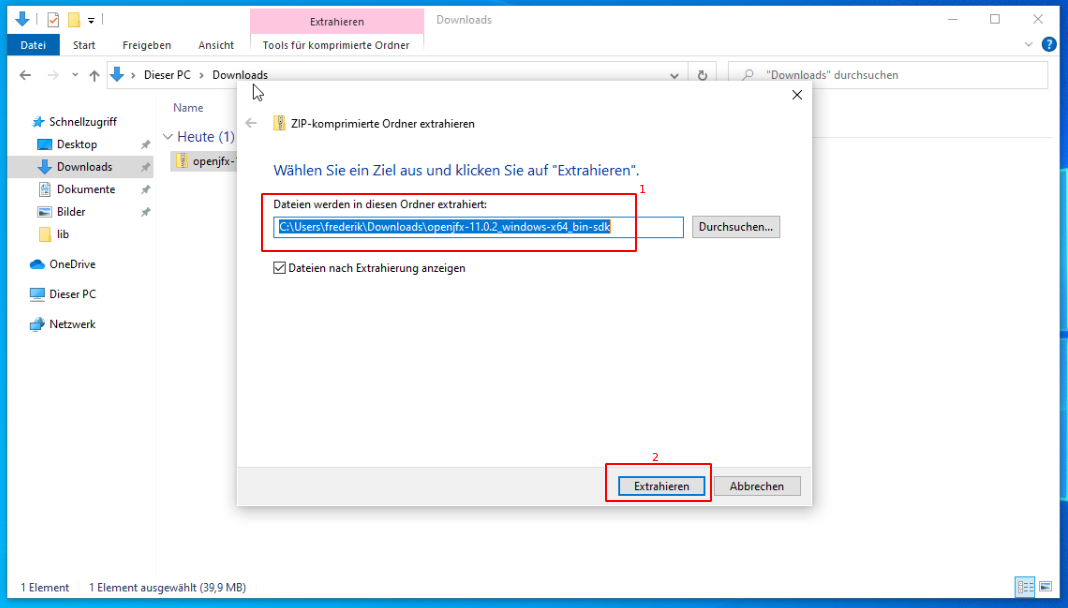 Extrahieren
Downloads
Datei Start Freigeben Ansicht Tools für komprimierte Ordner
Dieser PC › Downloads
"Downloads" durchsuchen
Name
Schnellzugriff
Desktop
Downloads
Dokumente
Bilder
lib
OneDrive
Dieser PC
Netzwerk
Heute (1)
openjfx-
ZIP-komprimierte Ordner extrahieren
Wählen Sie ein Ziel aus und klicken Sie auf "Extrahieren".
1
Dateien werden in diesen Ordner extrahiert:
C:\Users\frederik\Downloads\openjfx-11.0.2_windows-x64_bin-sdk
Durchsuchen...
Dateien nach Extrahierung anzeigen
2
Extrahieren Abbrechen
1 Element 1 Element ausgewählt (39,9 MB)